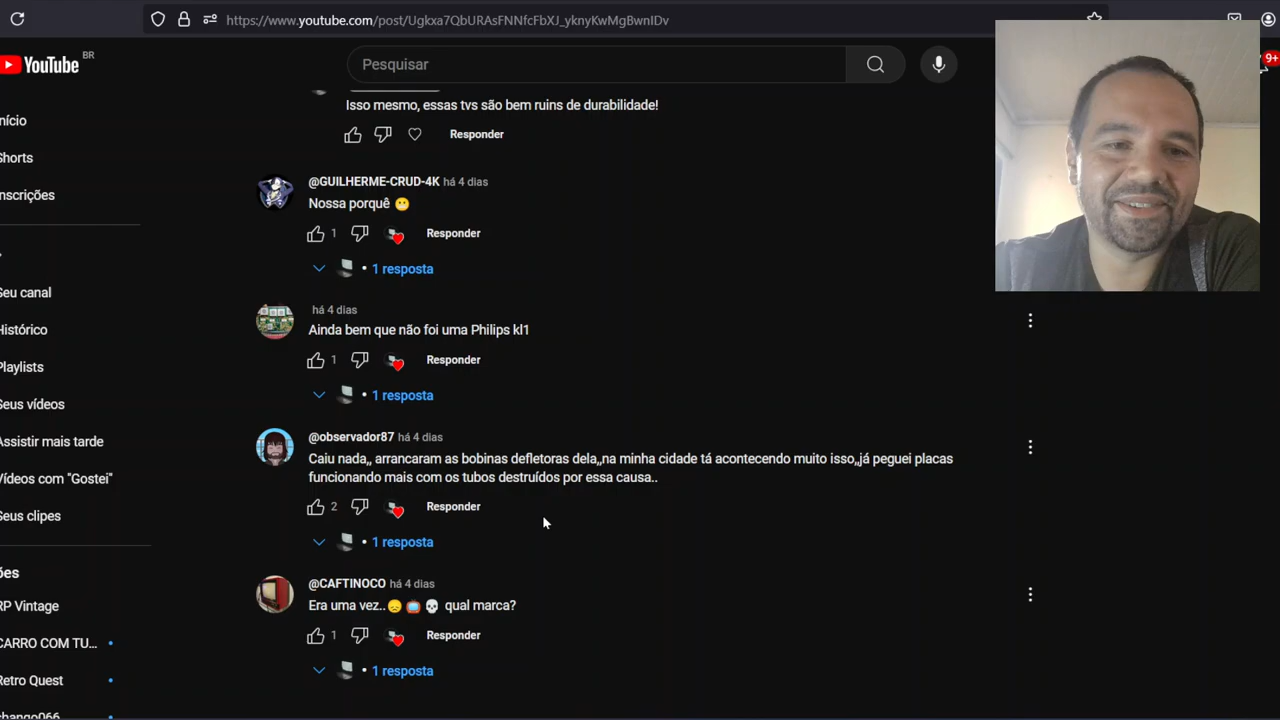 https://www.youtube.com/post/Ugkxa7QbURAsFNNfcFbXJ_yknyKwMgBwnIDv
YouTube BR
Pesquisar
9+
nício
Shorts
nscrições
Seu canal
Histórico
Playlists
Seus vídeos
Assistir mais tarde
Vídeos com "Gostei"
Seus clipes
ões
RP Vintage
CARRO COM TU...
Retro Quest
chango066
Isso mesmo, essas tvs são bem ruins de durabilidade!
Responder
@GUILHERME-CRUD-4K há 4 dias
Nossa porquê 😬
1 Responder
• 1 resposta
há 4 dias
Ainda bem que não foi uma Philips kl1
1 Responder
• 1 resposta
@observador87 há 4 dias
Caiu nada,, arrancaram as bobinas defletoras dela,,na minha cidade tá acontecendo muito isso,,já peguei placas
funcionando mais com os tubos destruídos por essa causa..
2 Responder
• 1 resposta
@CAFTINOCO há 4 dias
Era uma vez..😞📺💀 qual marca?
1 Responder
• 1 resposta